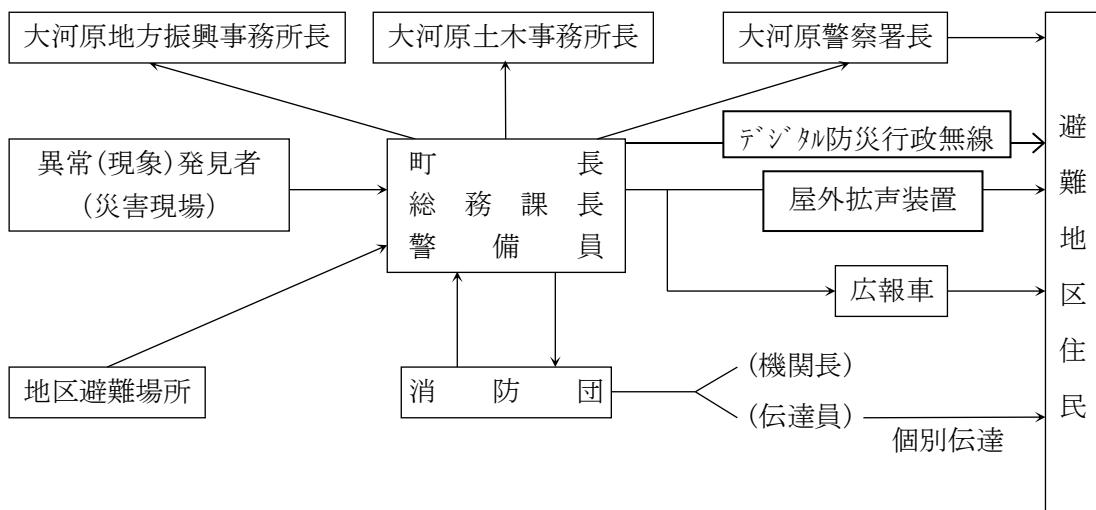 大河原地方振興事務所長
大河原土木事務所長
大河原警察署長
異常(現象)発見者
(災害現場)
町長
総務課長
警備員
ﾃﾞｼﾞﾀﾙ防災行政無線
屋外拡声装置
広報車
地区避難場所
消防団
(機関長)
(伝達員)
個別伝達
避難地区住民